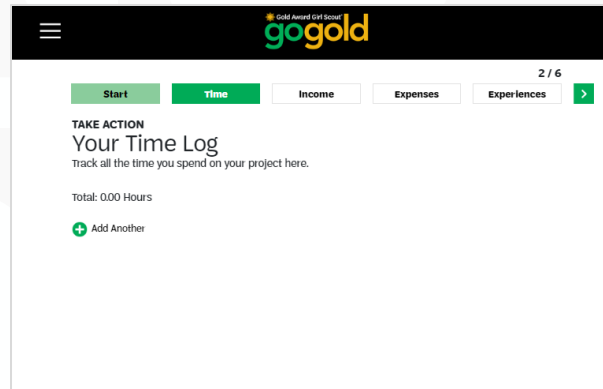 Gold Award Girl Scout™
gogold
2 / 6
Start Time Income Expenses Experiences >
TAKE ACTION
Your Time Log
Track all the time you spend on your project here.
Total: 0.00 Hours
Add Another